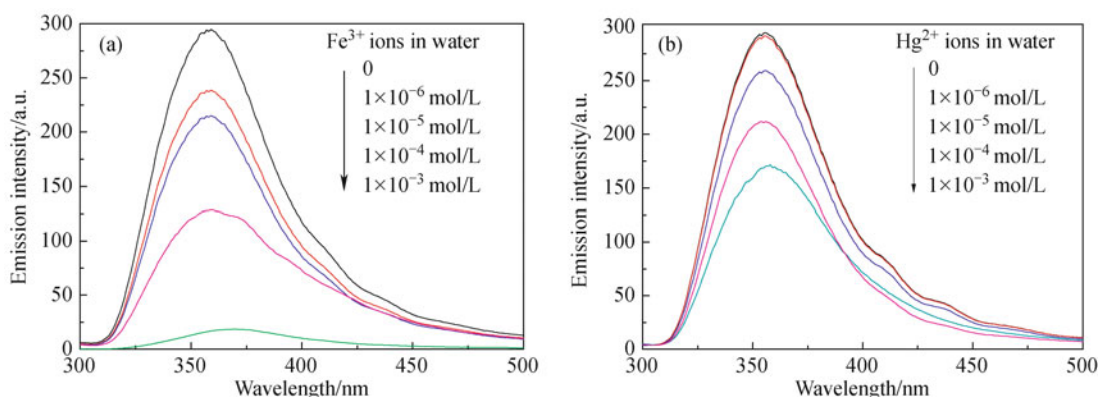 (a)
Fe³⁺ ions in water
0
1×10⁻⁶ mol/L
1×10⁻⁵ mol/L
1×10⁻⁴ mol/L
1×10⁻³ mol/L
Emission intensity/a.u.
300
250
200
150
100
50
0
300 350 400 450 500
Wavelength/nm
(b)
Hg²⁺ ions in water
0
1×10⁻⁶ mol/L
1×10⁻⁵ mol/L
1×10⁻⁴ mol/L
1×10⁻³ mol/L
Emission intensity/a.u.
300
250
200
150
100
50
0
300 350 400 450 500
Wavelength/nm